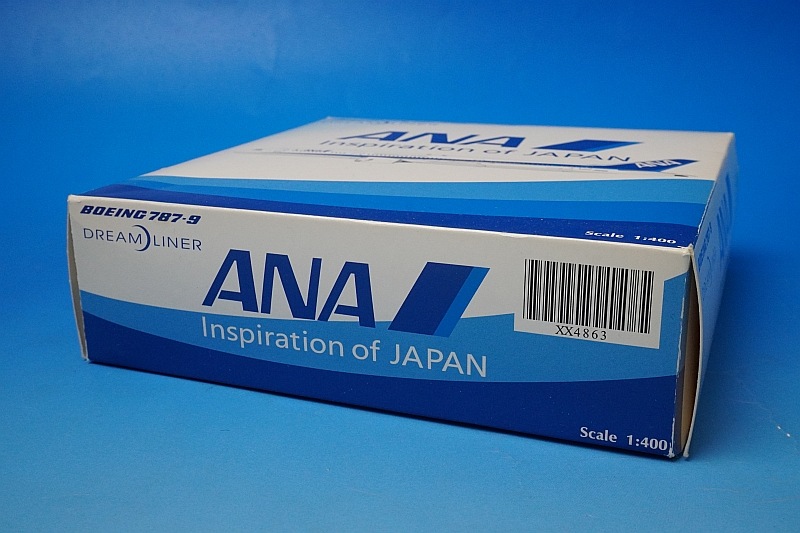 ANA
Inspiration of JAPAN
ANA
Scale 1:400
BOEING 787-9
DREAMLINER
ANA
Inspiration of JAPAN
XX4863
Scale 1:400